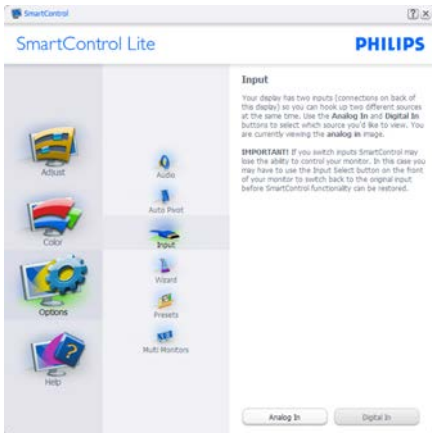 SmartControl
SmartControl Lite
PHILIPS
Adjust
Color
Options
Help
Audio
Auto Pivot
Input
Wizard
Presets
Multi Monitors
Input
Your display has two inputs (connections on back of
this display) so you can hook up two different sources
at the same time. Use the Analog In and Digital In
buttons to select which source you'd like to view. You
are currently viewing the analog in image.
IMPORTANT! If you switch inputs SmartControl may
lose the ability to control your monitor. In this case you
may have to use the Input Select button on the front
of your monitor to switch back to the original input
before SmartControl functionality can be restored.
Analog In
Digital In